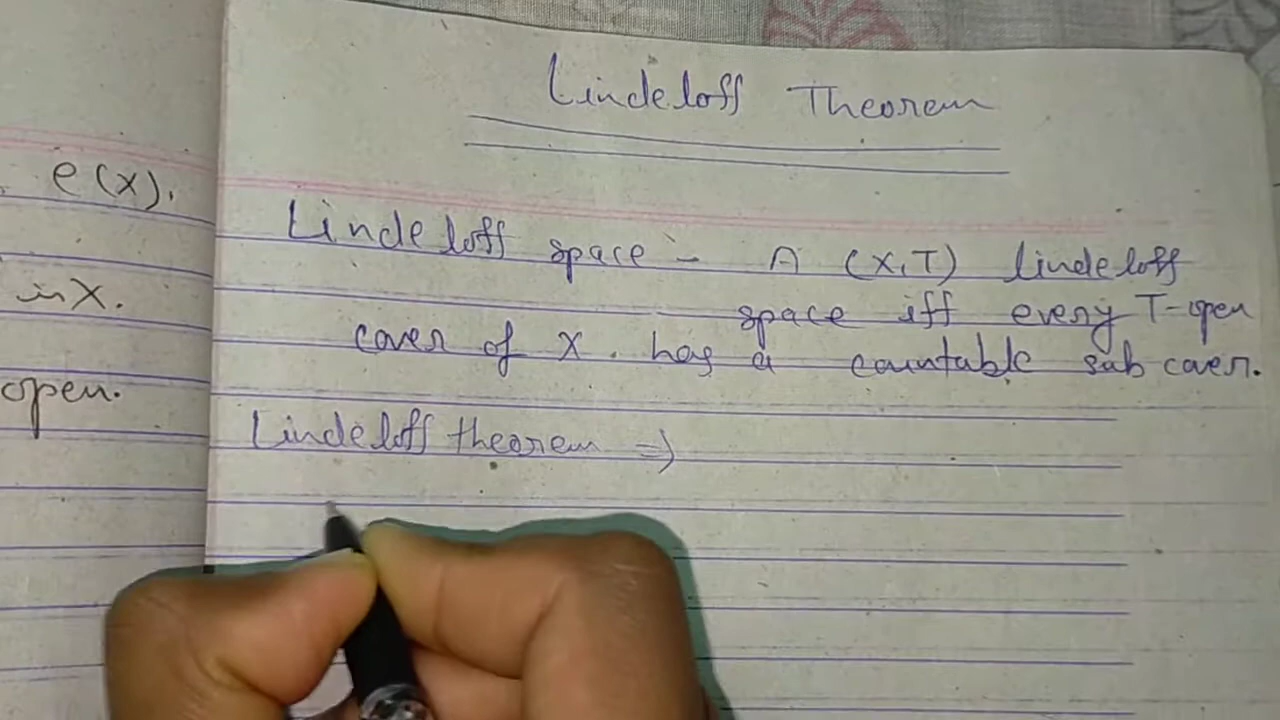 Lindeloff Theorem
e(X).
in X.
open.
Lindeloff space - A (X,T) lindeloff
space iff every T-open
cover of X. has a countable sub cover.
Lindeloff theorem ⇒